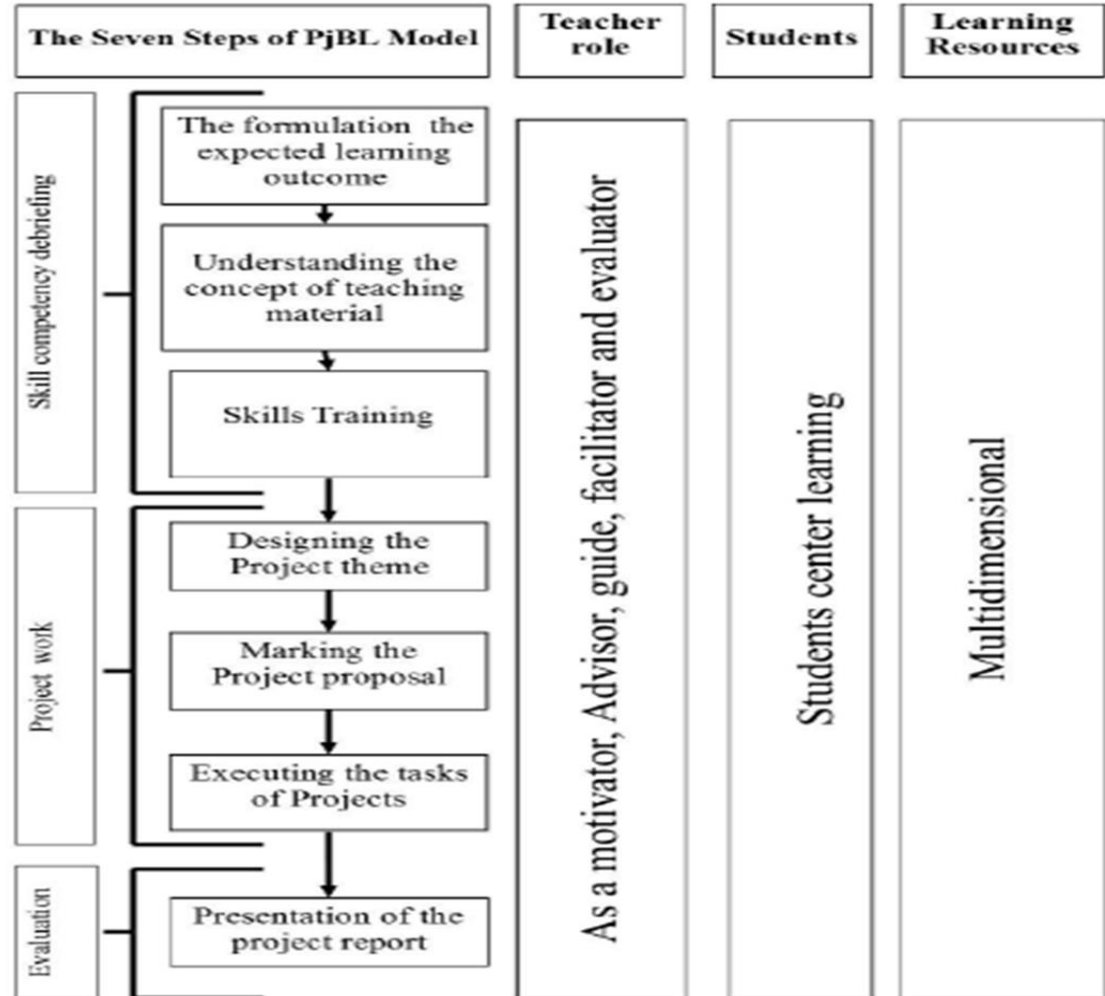 The Seven Steps of PjBL Model
Teacher
role
Students
Learning
Resources
Skill competency debriefing
The formulation the
expected learning
outcome
Understanding the
concept of teaching
material
Skills Training
Project work
Designing the
Project theme
Marking the
Project proposal
Executing the tasks
of Projects
Evaluation
Presentation of the
project report
As a motivator, Advisor, guide, facilitator and evaluator
Students center learning
Multidimensional